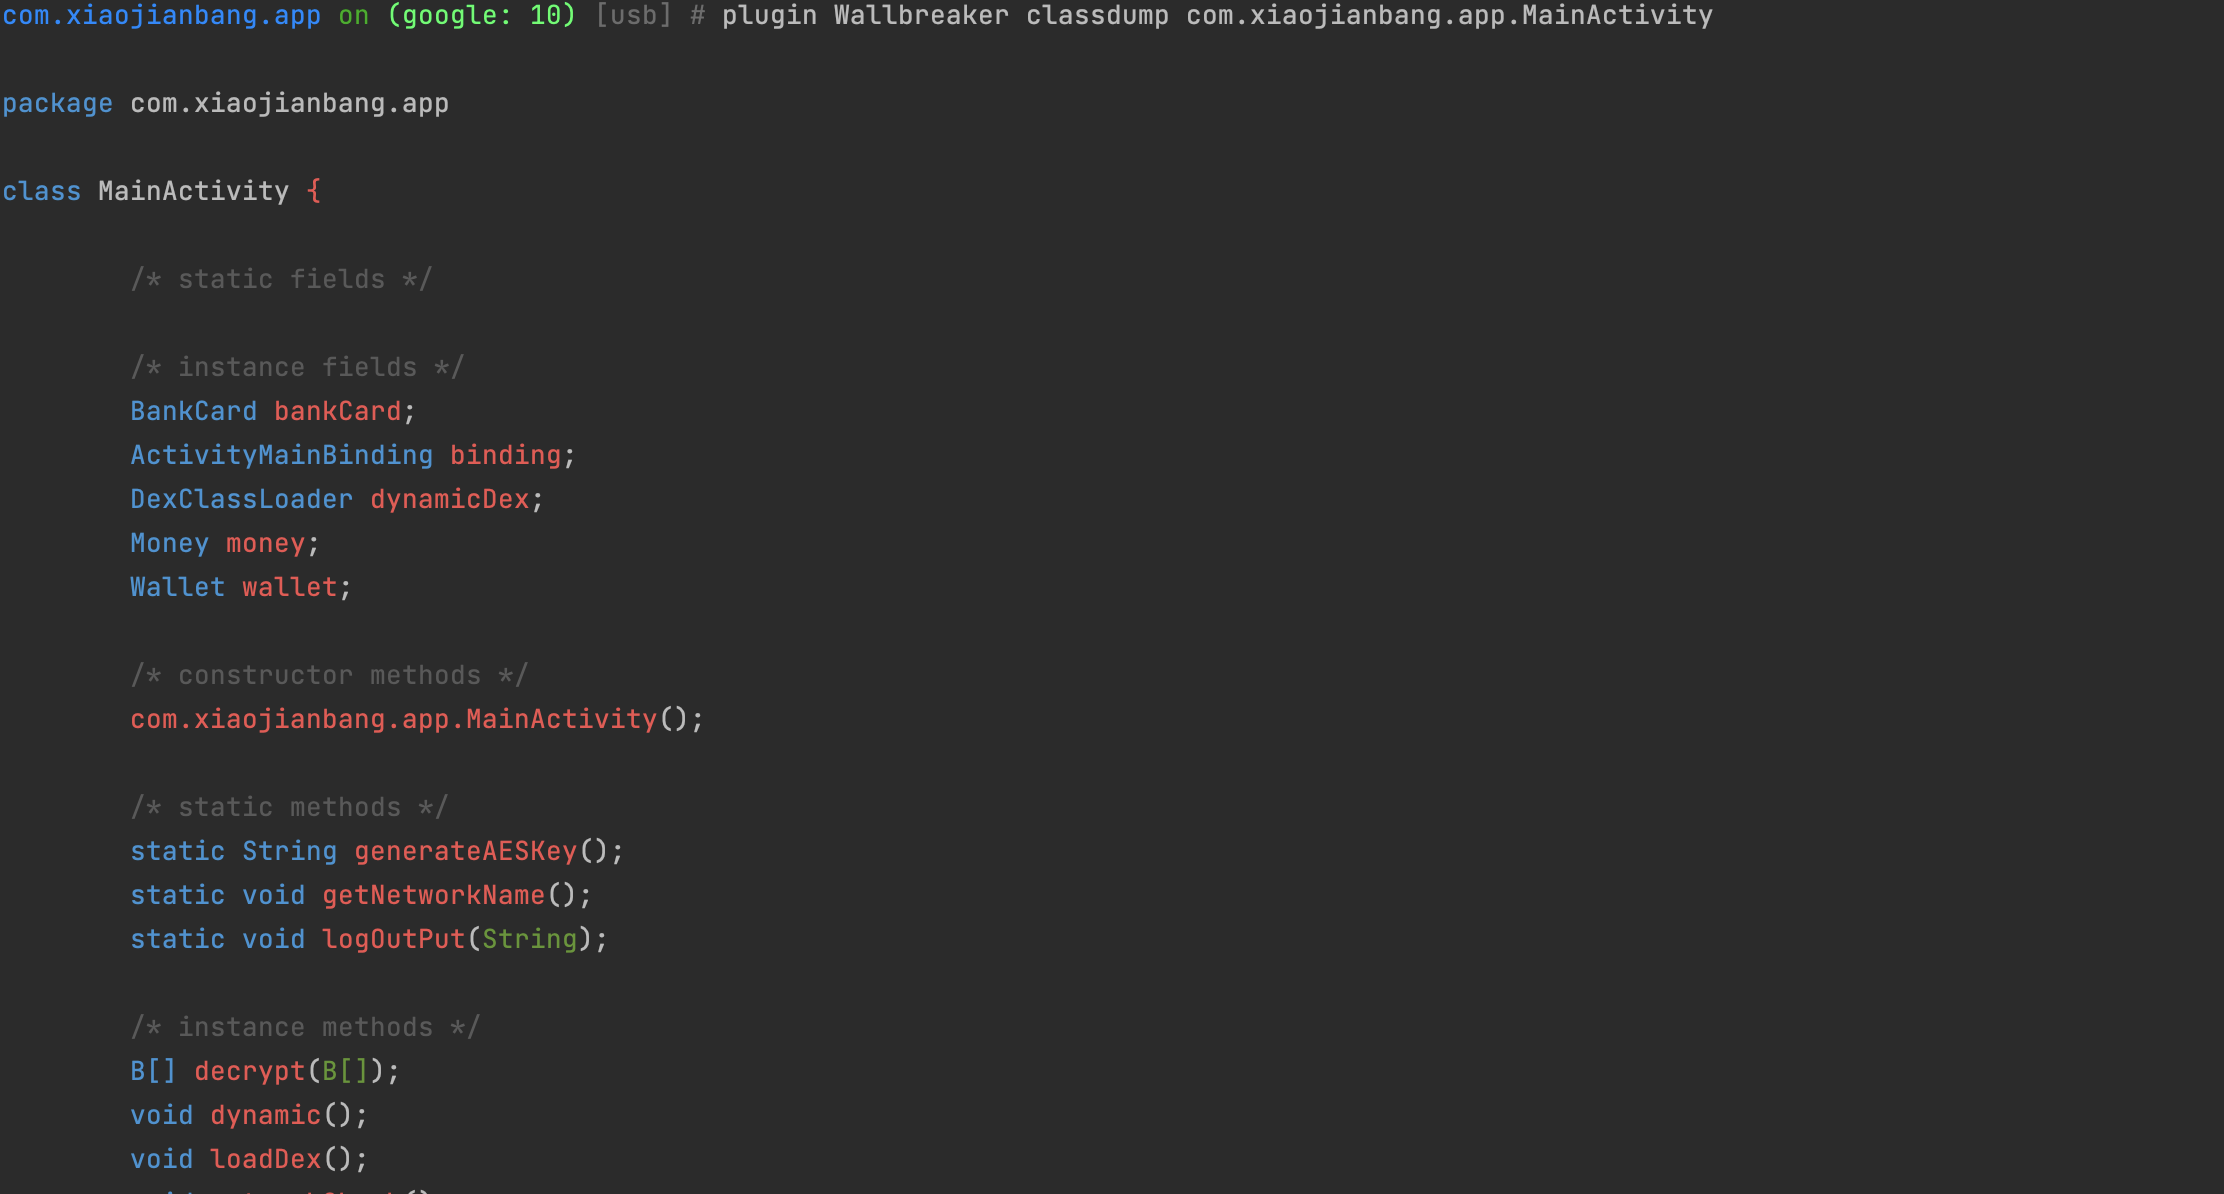 com.xiaojianbang.app on (google: 10) [usb] # plugin Wallbreaker classdump com.xiaojianbang.app.MainActivity
package com.xiaojianbang.app
class MainActivity {
/* static fields */
/* instance fields */
BankCard bankCard;
ActivityMainBinding binding;
DexClassLoader dynamicDex;
Money money;
Wallet wallet;
/* constructor methods */
com.xiaojianbang.app.MainActivity();
/* static methods */
static String generateAESKey();
static void getNetworkName();
static void logOutPut(String);
/* instance methods */
B[] decrypt(B[]);
void dynamic();
void loadDex();